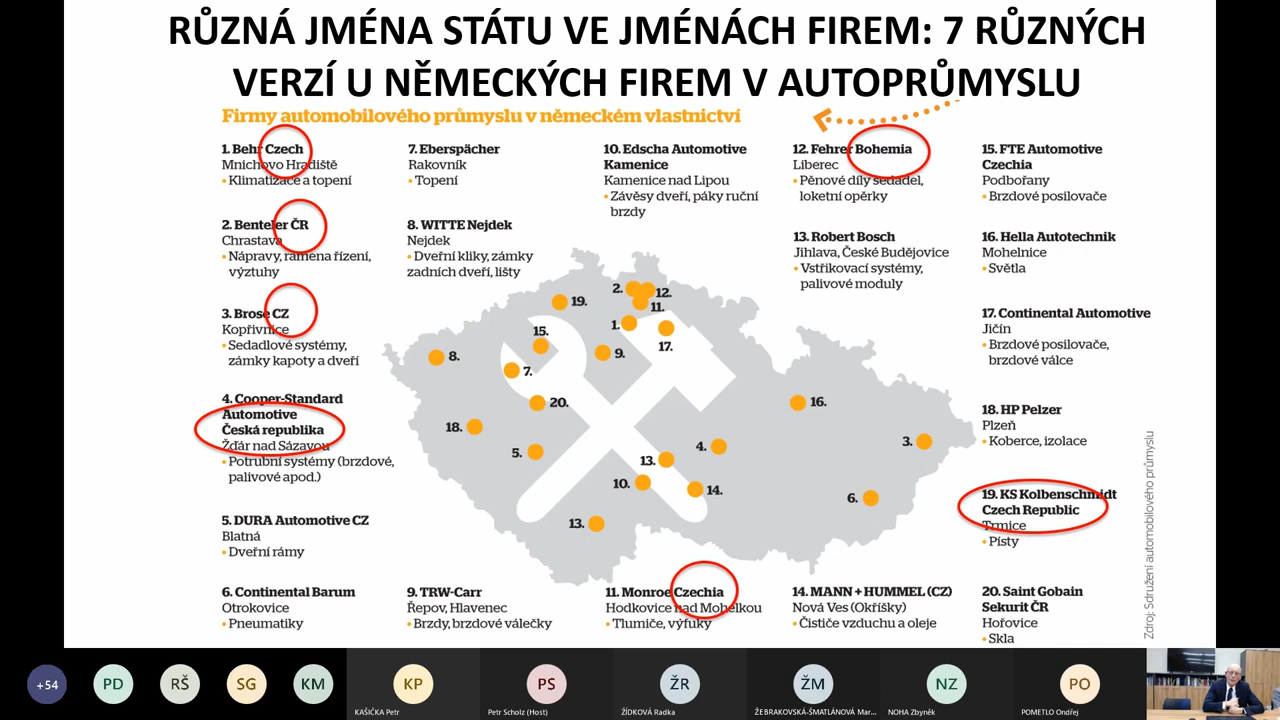 RŮZNÁ JMÉNA STÁTU VE JMÉNÁCH FIREM: 7 RŮZNÝCH
VERZÍ U NĚMECKÝCH FIREM V AUTOPRŮMYSLU
Firmy automobilového průmyslu v německém vlastnictví
1. Behr Czech
Mnichovo Hradiště
• Klimatizace a topení
2. Benteler ČR
Chrastava
• Nápravy, ramena řízení,
výztuhy
3. Brose CZ
Kopřivnice
• Sedadlové systémy,
zámky kapoty a dveří
4. Cooper-Standard
Automotive
Česká republika
Žďár nad Sázavou
• Potrubní systémy (brzdové,
palivové apod.)
5. DURA Automotive CZ
Blatná
• Dveřní rámy
6. Continental Barum
Otrokovice
• Pneumatiky
7. Eberspächer
Rakovník
• Topení
8. WITTE Nejdek
Nejdek
• Dveřní kliky, zámky
zadních dveří, lišty
9. TRW-Carr
Řepov, Hlavenec
• Brzdy, brzdové válečky
10. Edscha Automotive
Kamenice
Kamenice nad Lipou
• Závěsy dveří, páky ruční
brzdy
11. Monroe Czechia
Hodkovice nad Mohelkou
• Tlumiče, výfuky
12. Fehrer Bohemia
Liberec
• Pěnové díly sedadel,
loketní opěrky
13. Robert Bosch
Jihlava, České Budějovice
• Vstřikovací systémy,
palivové moduly
14. MANN + HUMMEL (CZ)
Nová Ves (Okříšky)
• Čističe vzduchu a oleje
15. FTE Automotive
Czechia
Podbořany
• Brzdové posilovače
16. Hella Autotechnik
Mohelnice
• Světla
17. Continental Automotive
Jičín
• Brzdové posilovače,
brzdové válce
18. HP Pelzer
Plzeň
• Koberce, izolace
19. KS Kolbenschmidt
Czech Republic
Trmice
• Písty
20. Saint Gobain
Sekurit ČR
Hořovice
• Skla
2.
12.
19.
11.
1.
15.
17.
8.
9.
7.
20.
16.
18.
3.
4.
5.
13.
10.
14.
6.
13.
Zdroj: Sdružení automobilového průmyslu
+54
PD
RŠ
SG
KM
KP
KAŠIČKA Petr
PS
Petr Scholz (Host)
ŽR
ŽÍDKOVÁ Radka
ŽM
ŽEBRAKOVSKÁ-ŠMATLÁNOVÁ Mar...
NZ
NOHA Zbyněk
PO
POMETLO Ondřej